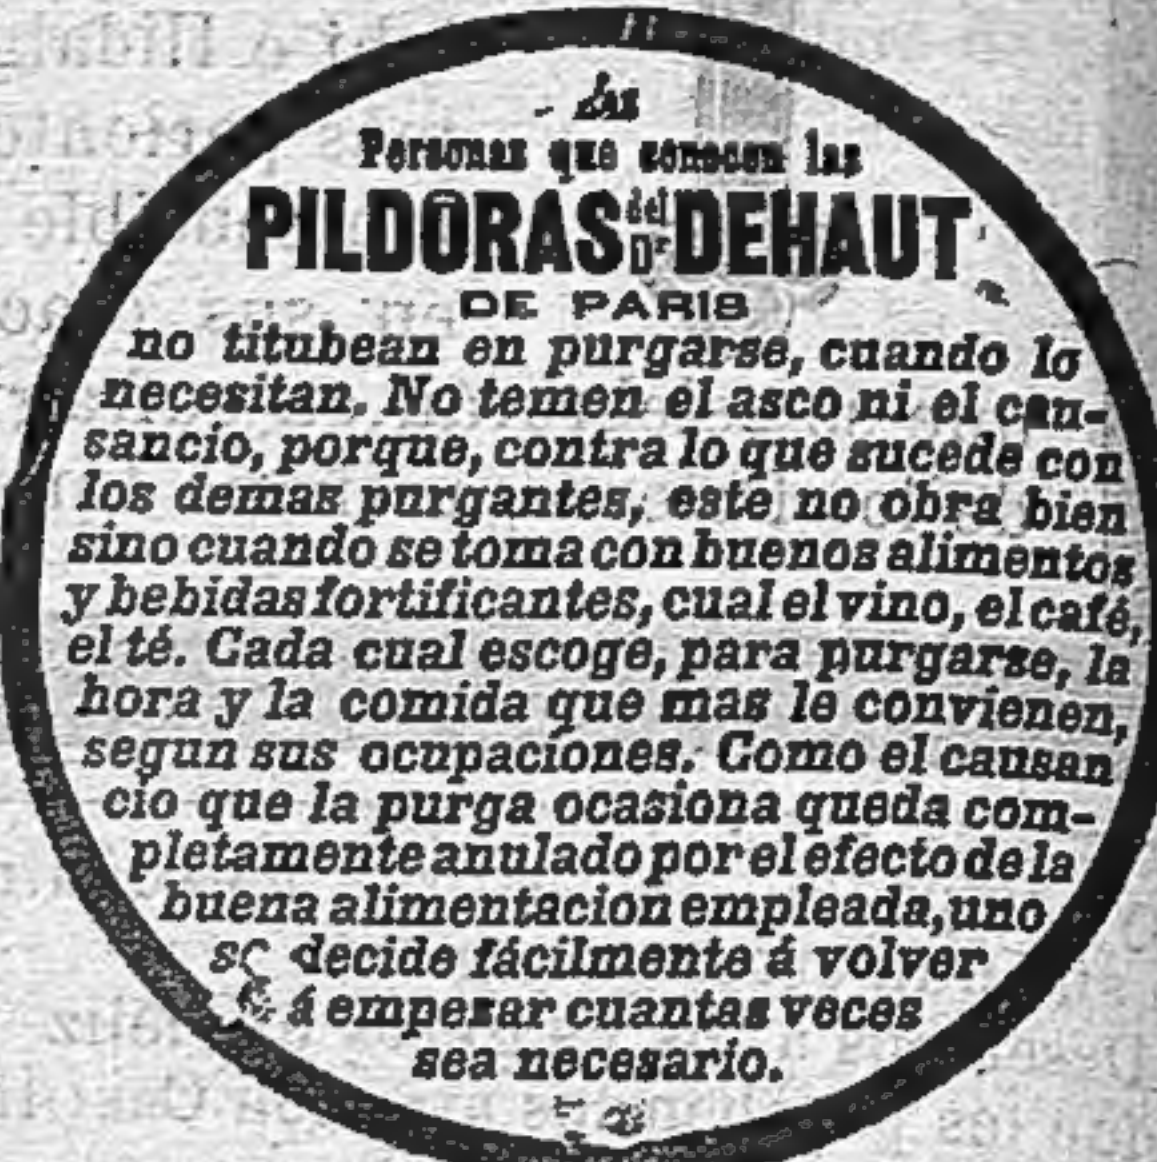 Las
Personas que conocen las
PILDORAS del Dr DEHAUT
DE PARIS
no titubean en purgarse, cuando lo
necesitan. No temen el asco ni el cau-
sancio, porque, contra lo que sucede con
los demas purgantes, este no obra bien
sino cuando se toma con buenos alimentos
y bebidas fortificantes, cual el vino, el café,
el té. Cada cual escoge, para purgarse, la
hora y la comida que mas le convienen,
segun sus ocupaciones. Como el causan
cio que la purga ocasiona queda com-
pletamente anulado por el efecto de la
buena alimentacion empleada, uno
se decide fácilmente á volver
á empezar cuantas veces
sea necesario.